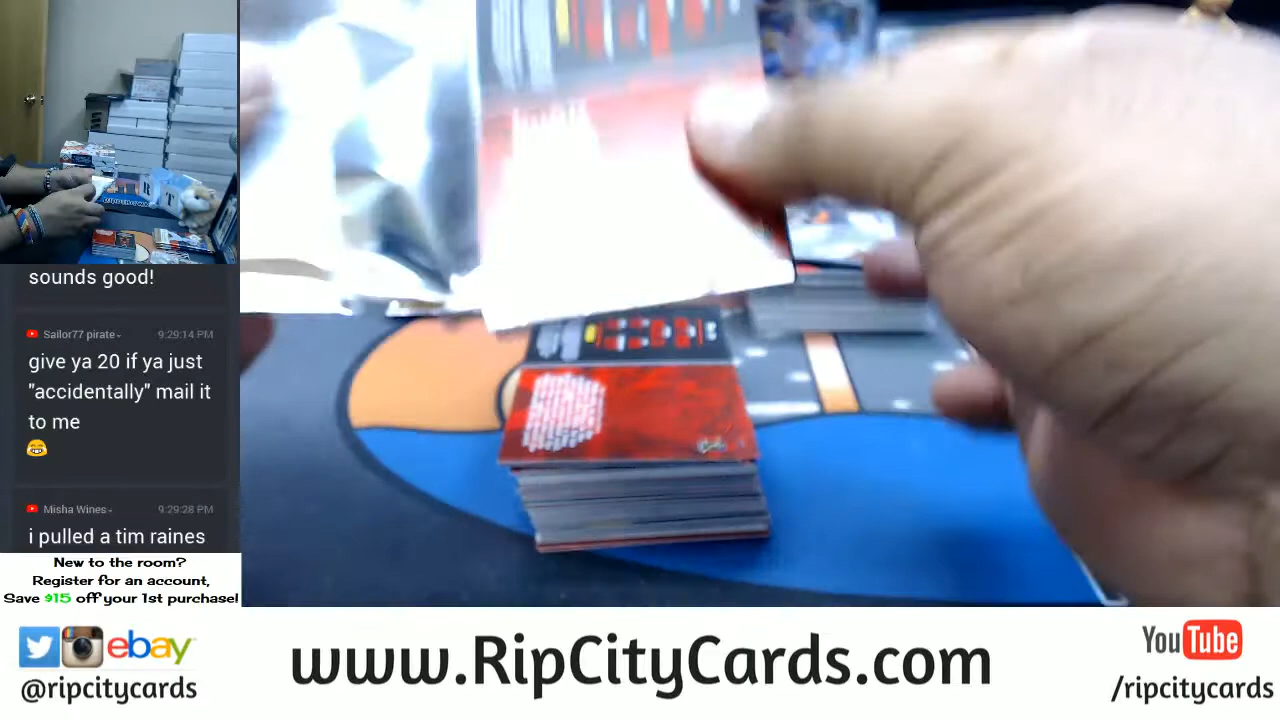 sounds good!
Sailor77 pirate -
9:29:14 PM
give ya 20 if ya just
"accidentally" mail it
to me
Misha Wines -
9:29:28 PM
i pulled a tim raines
New to the room?
Register for an account,
Save $15 off your 1st purchase!
ebay
@ripcitycards
www.RipCityCards.com
YouTube
/ripcitycards